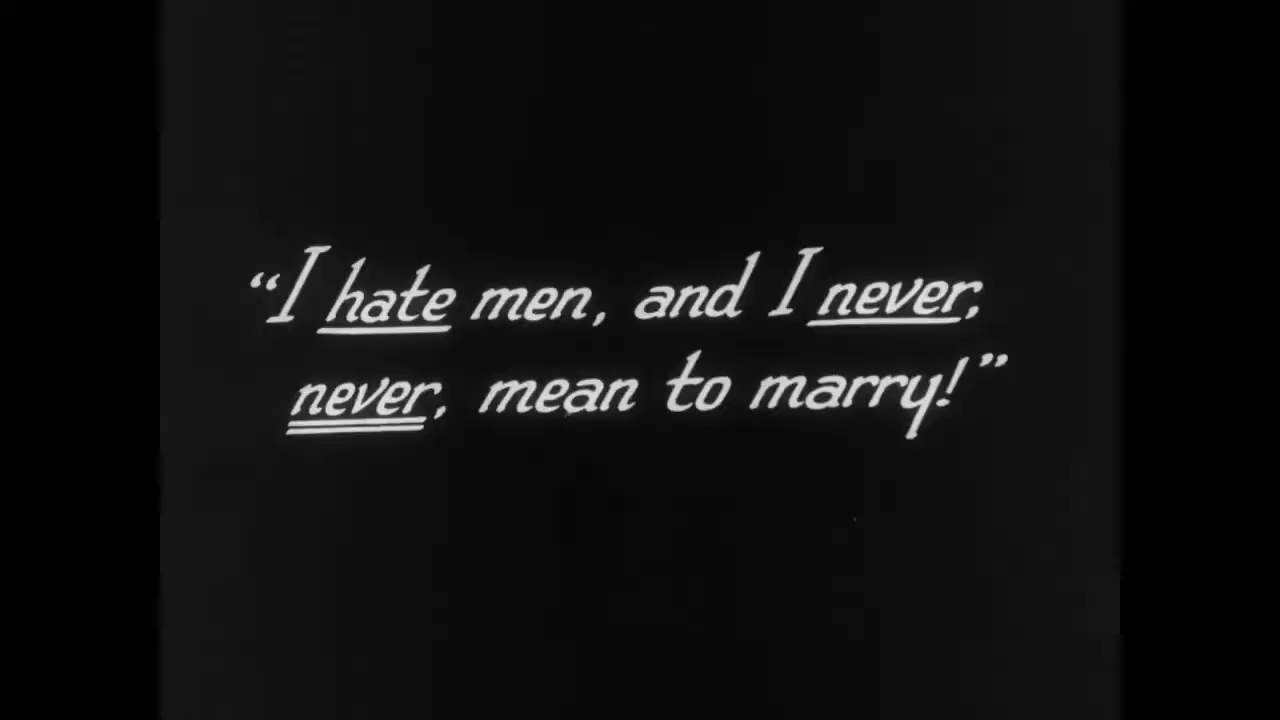 “I hate men, and I never,
never, mean to marry!”